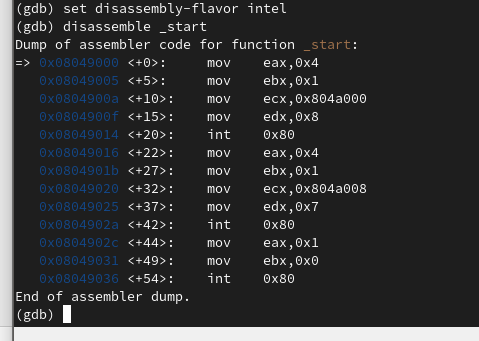 (gdb) set disassembly-flavor intel
(gdb) disassemble _start
Dump of assembler code for function _start:
=> 0x08049000 <+0>:     mov    eax,0x4
   0x08049005 <+5>:     mov    ebx,0x1
   0x0804900a <+10>:    mov    ecx,0x804a000
   0x0804900f <+15>:    mov    edx,0x8
   0x08049014 <+20>:    int    0x80
   0x08049016 <+22>:    mov    eax,0x4
   0x0804901b <+27>:    mov    ebx,0x1
   0x08049020 <+32>:    mov    ecx,0x804a008
   0x08049025 <+37>:    mov    edx,0x7
   0x0804902a <+42>:    int    0x80
   0x0804902c <+44>:    mov    eax,0x1
   0x08049031 <+49>:    mov    ebx,0x0
   0x08049036 <+54>:    int    0x80
End of assembler dump.
(gdb)